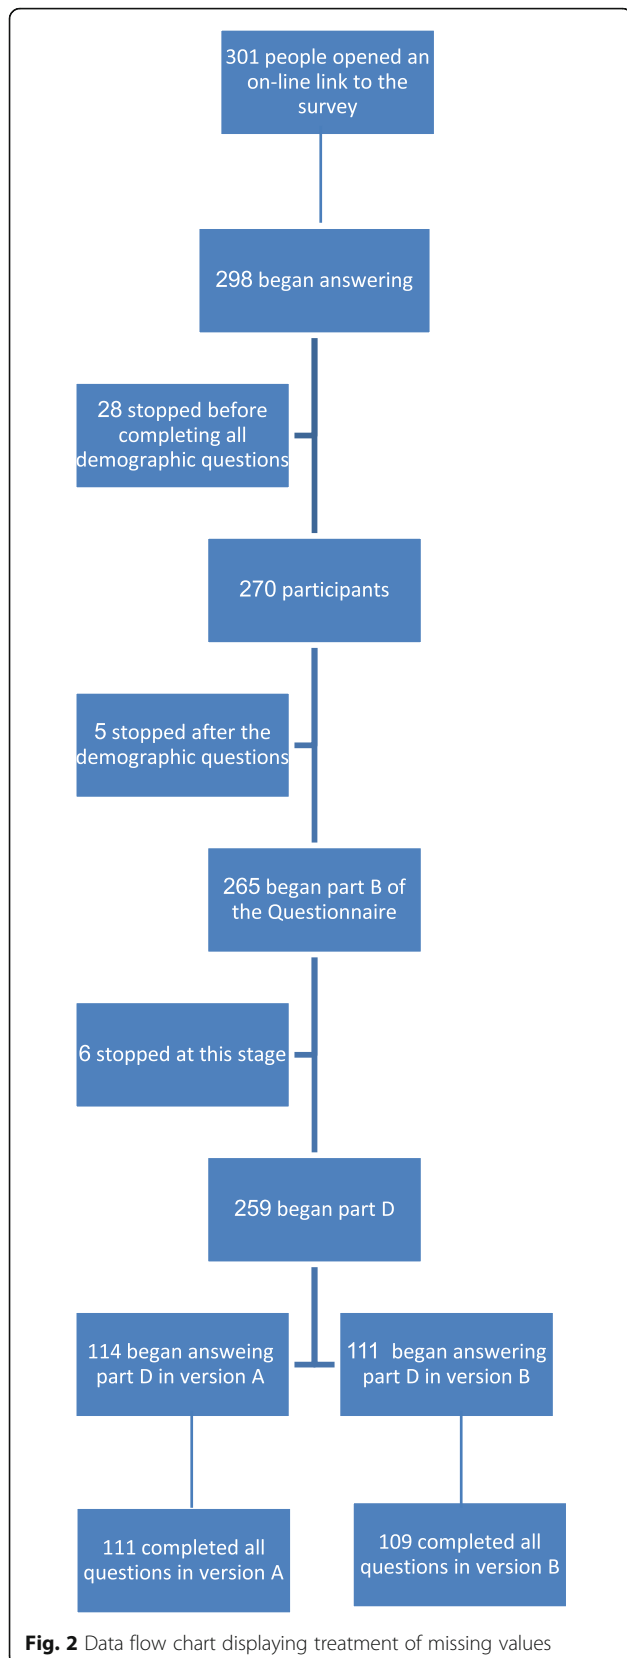 301 people opened an
on-line link to the
survey
298 began answering
28 stopped before
completing all
demographic questions
270 participants
5 stopped after the
demographic questions
265 began part B of
the Questionnaire
6 stopped at this stage
259 began part D
114 began answeing
part D in version A
111 began answering
part D in version B
111 completed all
questions in version A
109 completed all
questions in version B
Fig. 2 Data flow chart displaying treatment of missing values